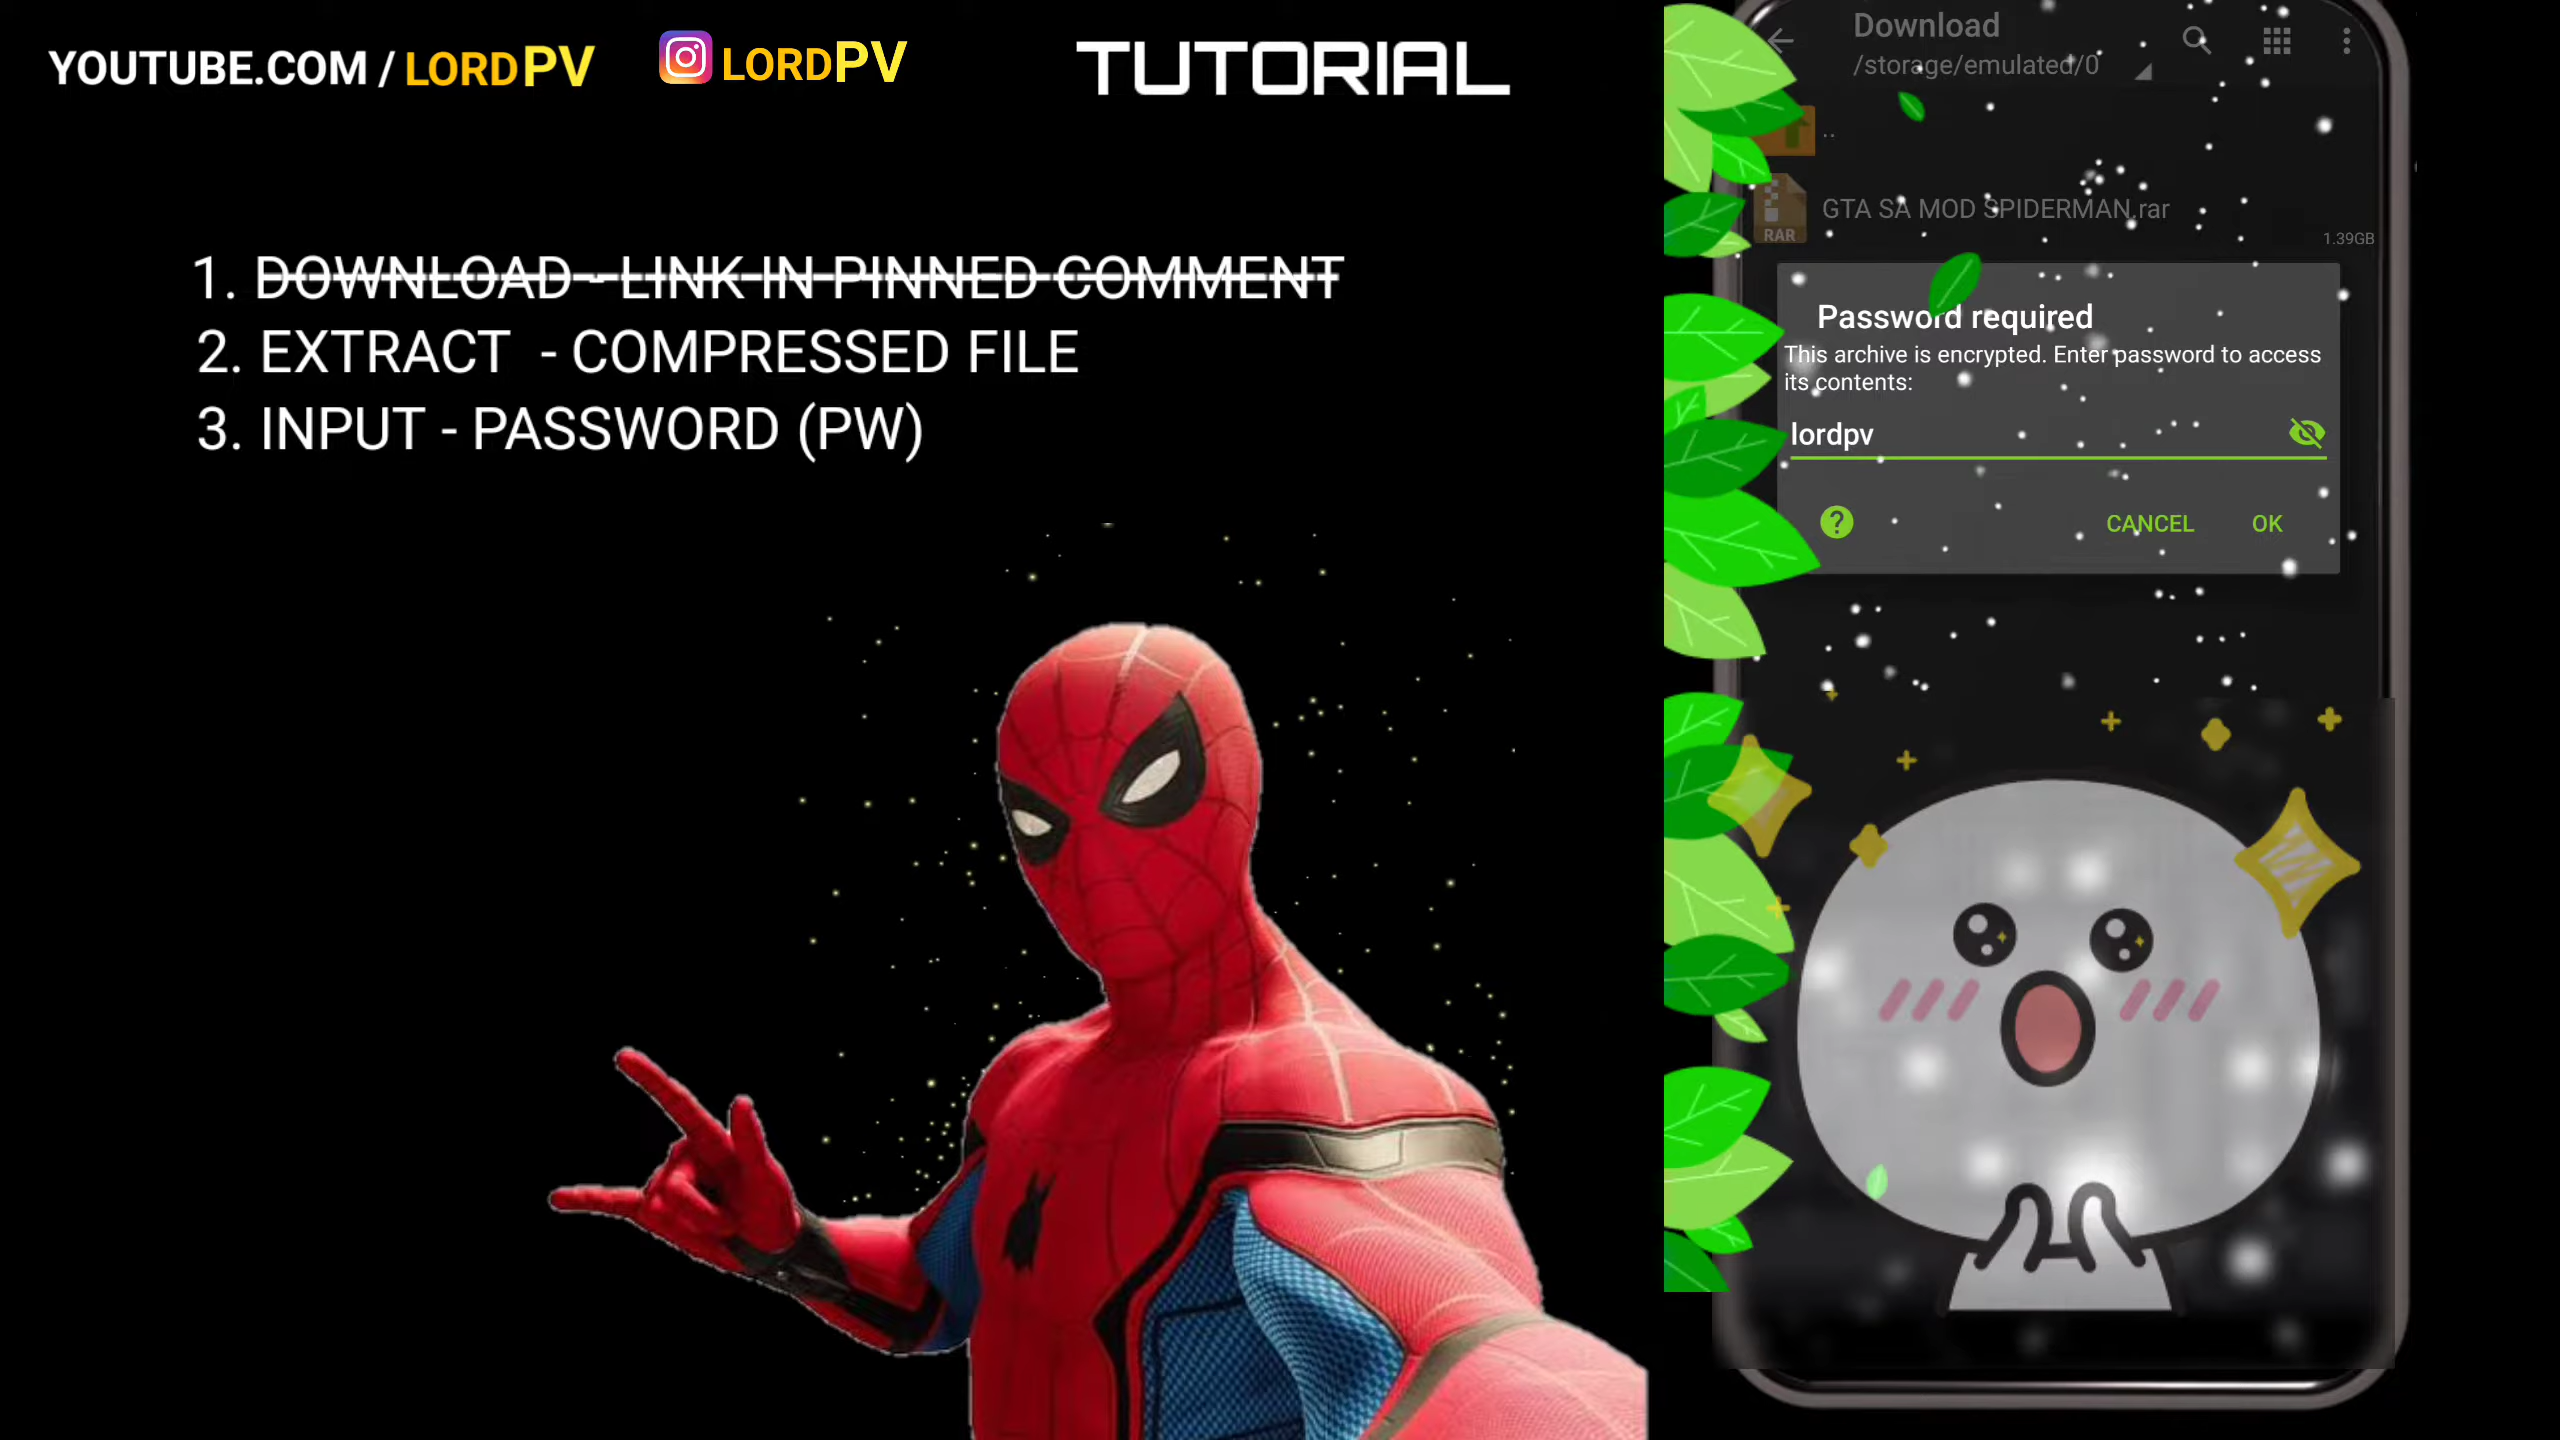 YOUTUBE.COM / LORDPV
LORDPV
TUTORIAL
1. DOWNLOAD - LINK IN PINNED COMMENT
2. EXTRACT - COMPRESSED FILE
3. INPUT - PASSWORD (PW)
Download
/storage/emulated/0
..
GTA SA MOD SPIDERMAN.rar
RAR
1.39GB
Password required
This archive is encrypted. Enter password to access
its contents:
lordpv
?
CANCEL OK